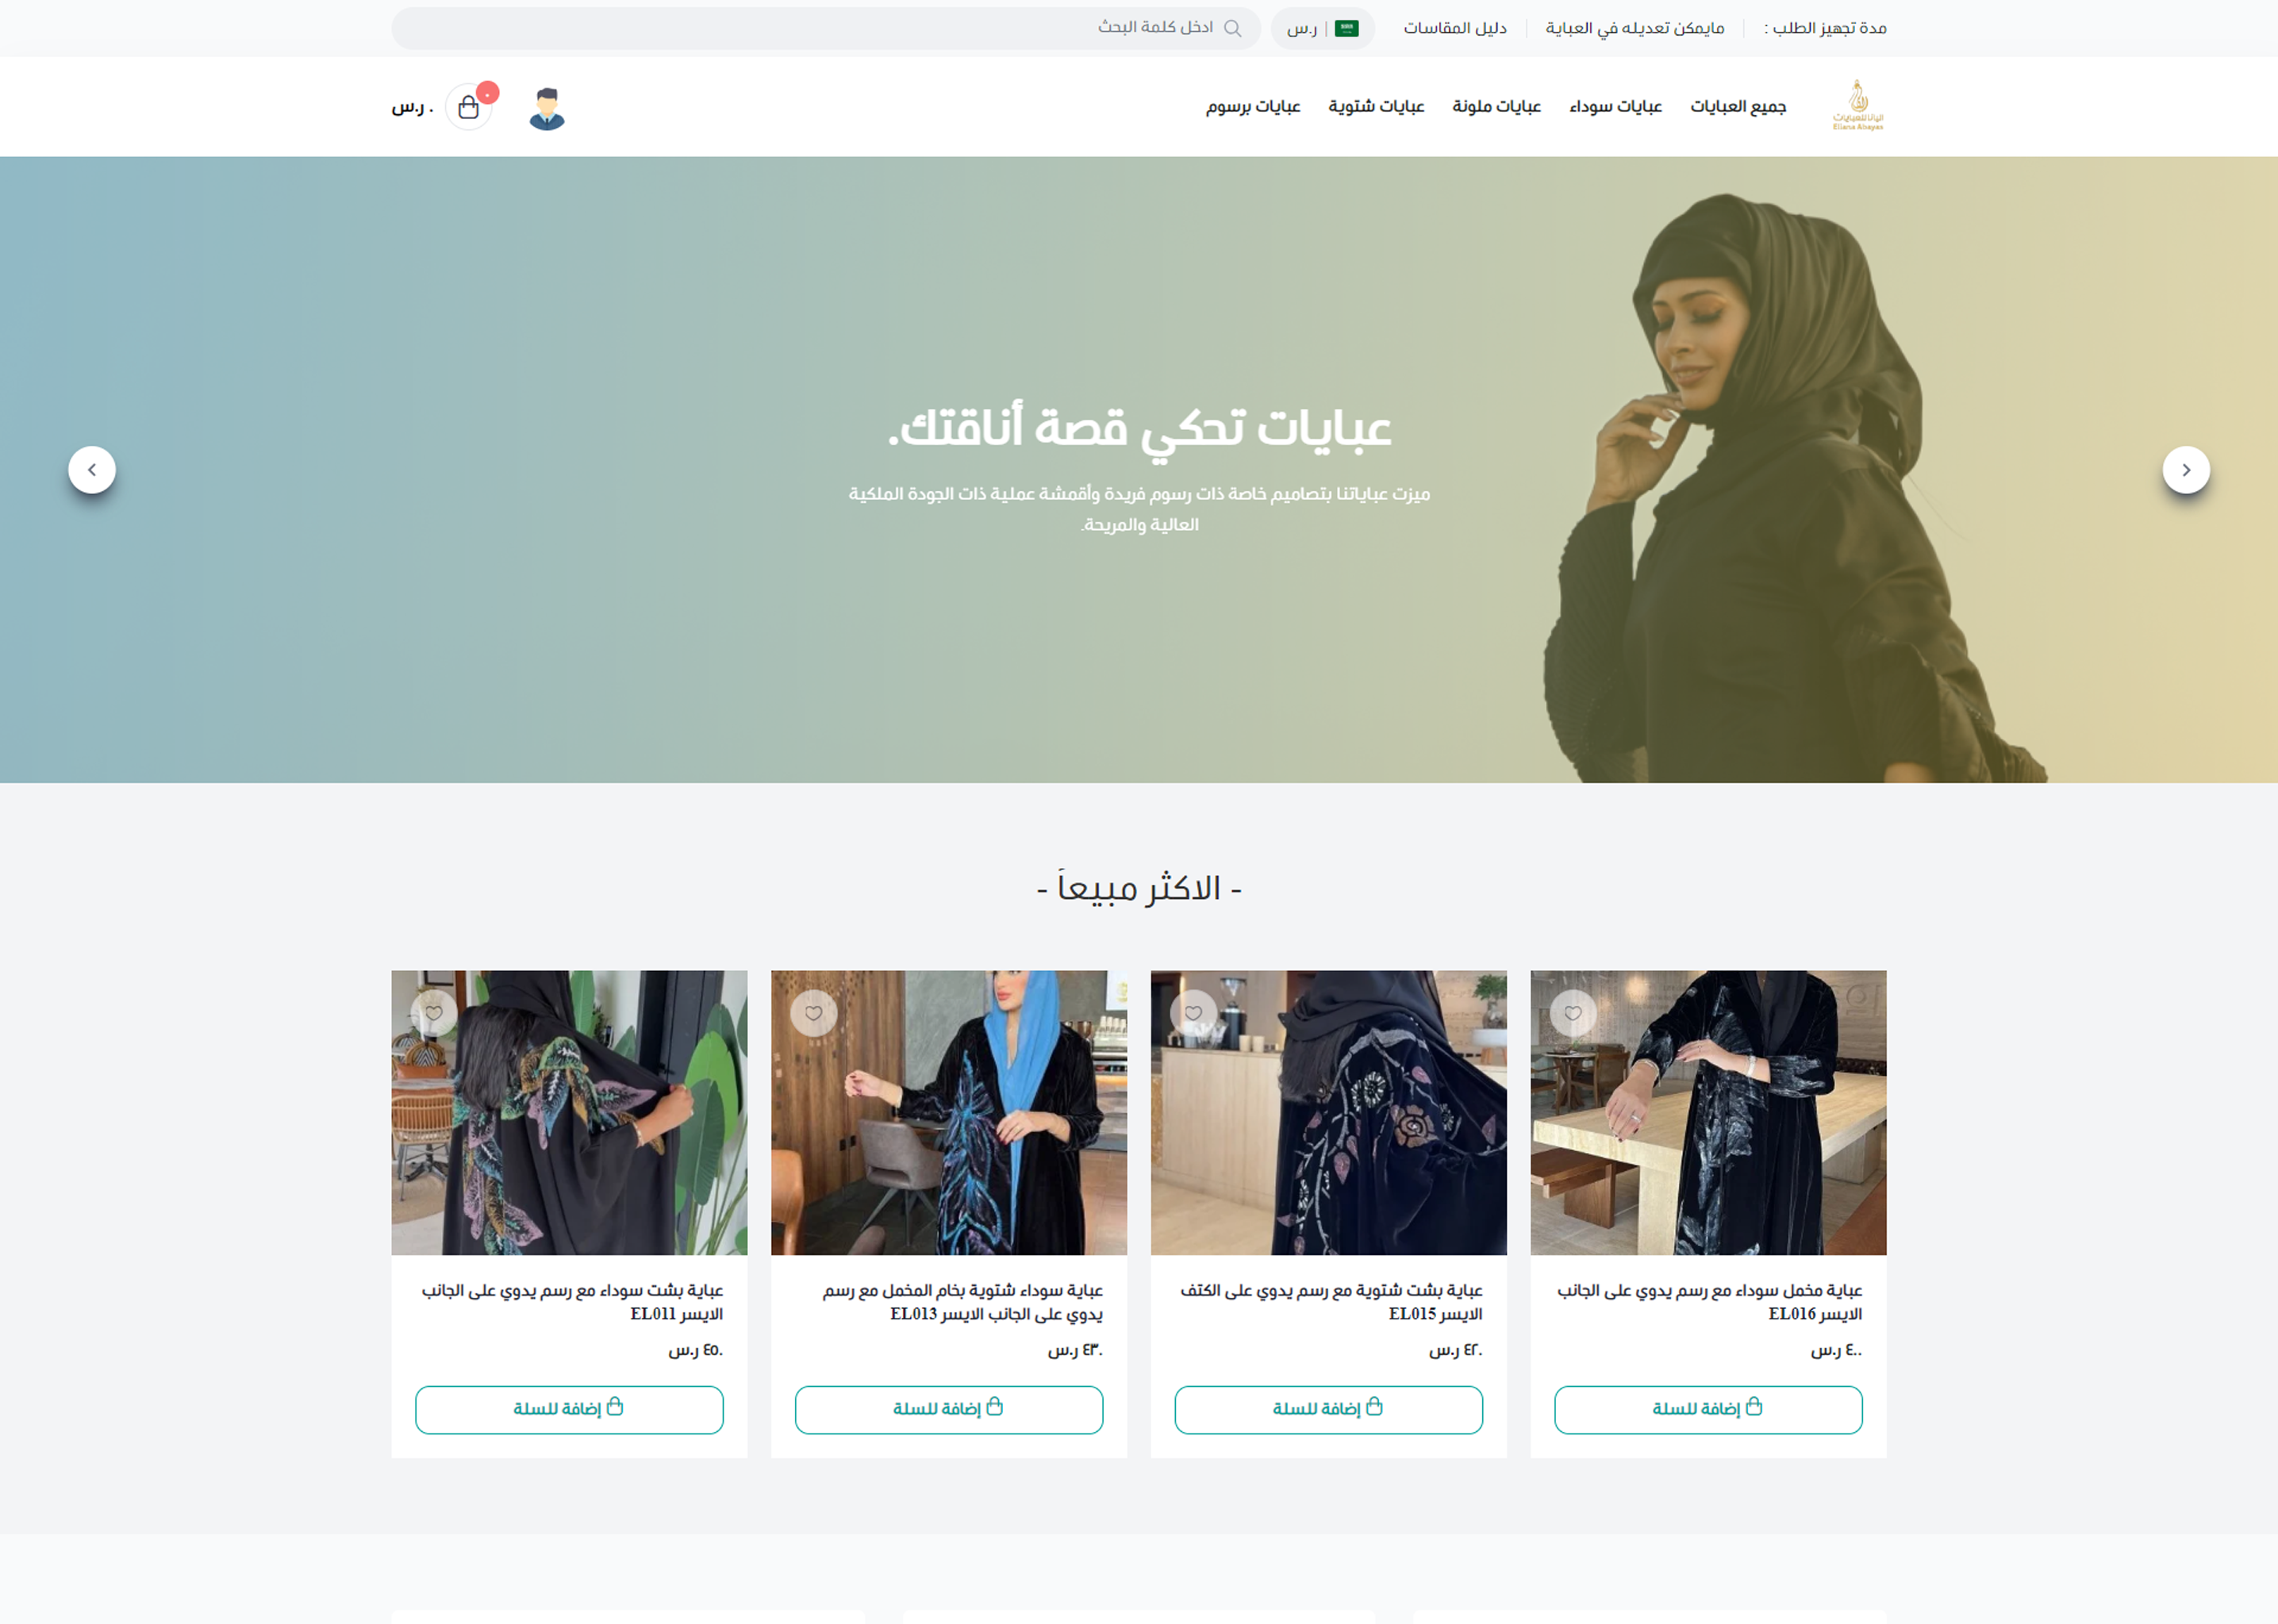 مدة تجهيز الطلب :
مايمكن تعديله في العباية
دليل المقاسات
ر.س
ادخل كلمة البحث
اليانا للعبايات
Eliana Abayas
جميع العبايات
عبايات سوداء
عبايات ملونة
عبايات شتوية
عبايات برسوم
٠
٠ ر.س
عبايات تحكي قصة أناقتك.
ميزت عباياتنا بتصاميم خاصة ذات رسوم فريدة وأقمشة عملية ذات الجودة الملكية
العالية والمريحة.
- الاكثر مبيعاَ -
عباية مخمل سوداء مع رسم يدوي على الجانب
الايسر EL016
٤٠٠ ر.س
إضافة للسلة
عباية بشت شتوية مع رسم يدوي على الكتف
الايسر EL015
٤٢٠ ر.س
إضافة للسلة
عباية سوداء شتوية بخام المخمل مع رسم
يدوي على الجانب الايسر EL013
٤٣٠ ر.س
إضافة للسلة
عباية بشت سوداء مع رسم يدوي على الجانب
الايسر EL011
٤٥٠ ر.س
إضافة للسلة